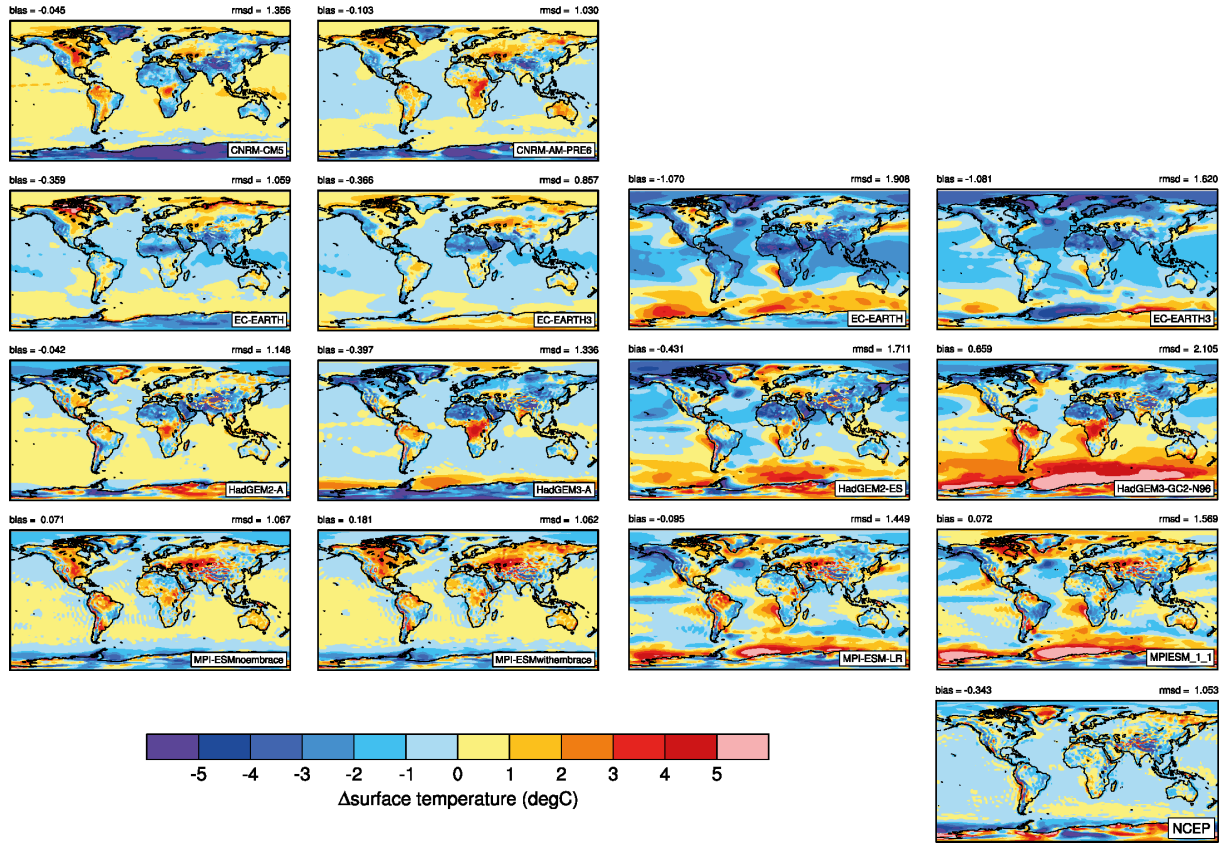 bias = -0.045 rmsd = 1.356 bias = -0.103 rmsd = 1.030
CNRM-CM5 CNRM-AM-PRE6
bias = -0.359 rmsd = 1.059 bias = -0.366 rmsd = 0.857 bias = -1.070 rmsd = 1.908 bias = -1.081 rmsd = 1.620
EC-EARTH EC-EARTH3 EC-EARTH EC-EARTH3
bias = -0.042 rmsd = 1.148 bias = -0.397 rmsd = 1.336 bias = -0.431 rmsd = 1.711 bias = 0.659 rmsd = 2.105
HadGEM2-A HadGEM3-A HadGEM2-ES HadGEM3-GC2-N96
bias = 0.071 rmsd = 1.067 bias = 0.181 rmsd = 1.062 bias = -0.095 rmsd = 1.449 bias = 0.072 rmsd = 1.569
MPI-ESMnoembrace MPI-ESMwithembrace MPI-ESM-LR MPIESM_1_1
bias = -0.343 rmsd = 1.053
NCEP
-5 -4 -3 -2 -1 0 1 2 3 4 5
Δsurface temperature (degC)